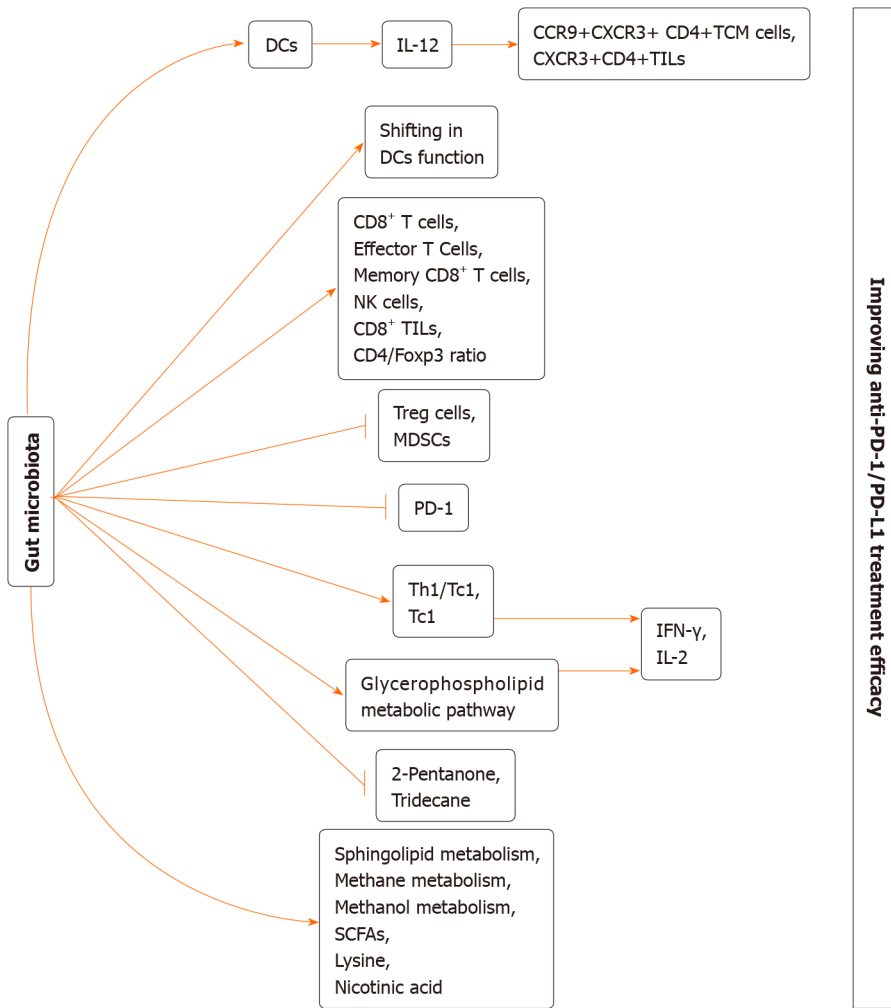 DCs
IL-12
CCR9+CXCR3+ CD4+TCM cells,
CXCR3+CD4+TILs
Shifting in
DCs function
CD8⁺ T cells,
Effector T Cells,
Memory CD8⁺ T cells,
NK cells,
CD8⁺ TILs,
CD4/Foxp3 ratio
Treg cells,
MDSCs
Gut microbiota
PD-1
Th1/Tc1,
Tc1
IFN-γ,
IL-2
Glycerophospholipid
metabolic pathway
2-Pentanone,
Tridecane
Sphingolipid metabolism,
Methane metabolism,
Methanol metabolism,
SCFAs,
Lysine,
Nicotinic acid
Improving anti-PD-1/PD-L1 treatment efficacy